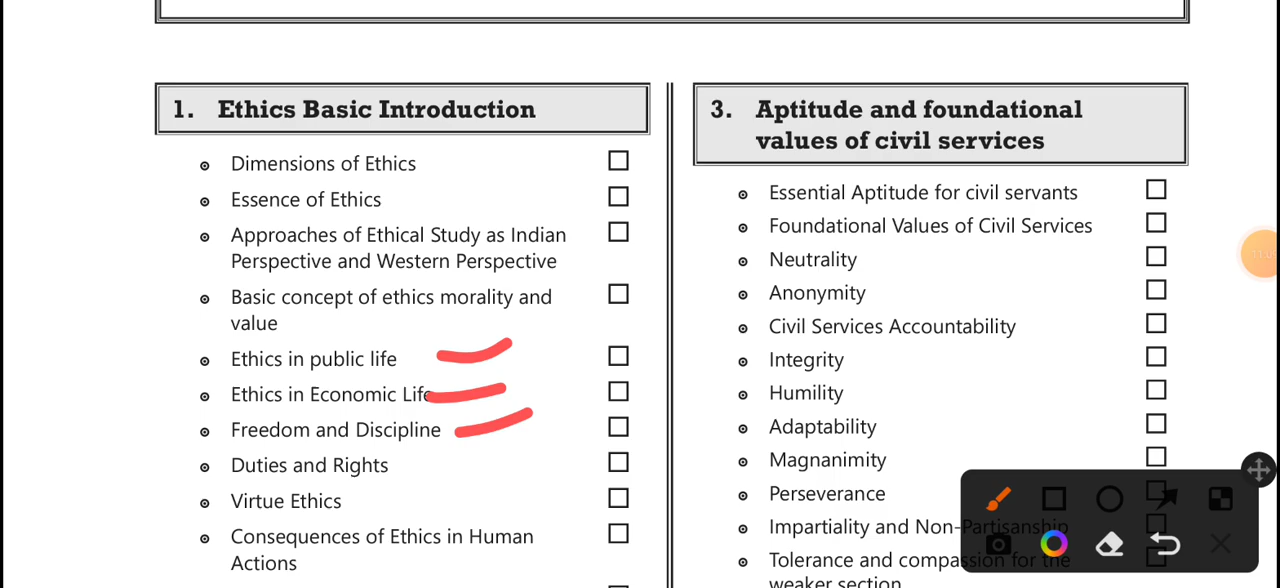 1. Ethics Basic Introduction
Dimensions of Ethics
Essence of Ethics
Approaches of Ethical Study as Indian
Perspective and Western Perspective
Basic concept of ethics morality and
value
Ethics in public life
Ethics in Economic Life
Freedom and Discipline
Duties and Rights
Virtue Ethics
Consequences of Ethics in Human
Actions
3. Aptitude and foundational
values of civil services
Essential Aptitude for civil servants
Foundational Values of Civil Services
Neutrality
Anonymity
Civil Services Accountability
Integrity
Humility
Adaptability
Magnanimity
Perseverance
Impartiality and Non-Partisanship
Tolerance and compassion for the
weaker section